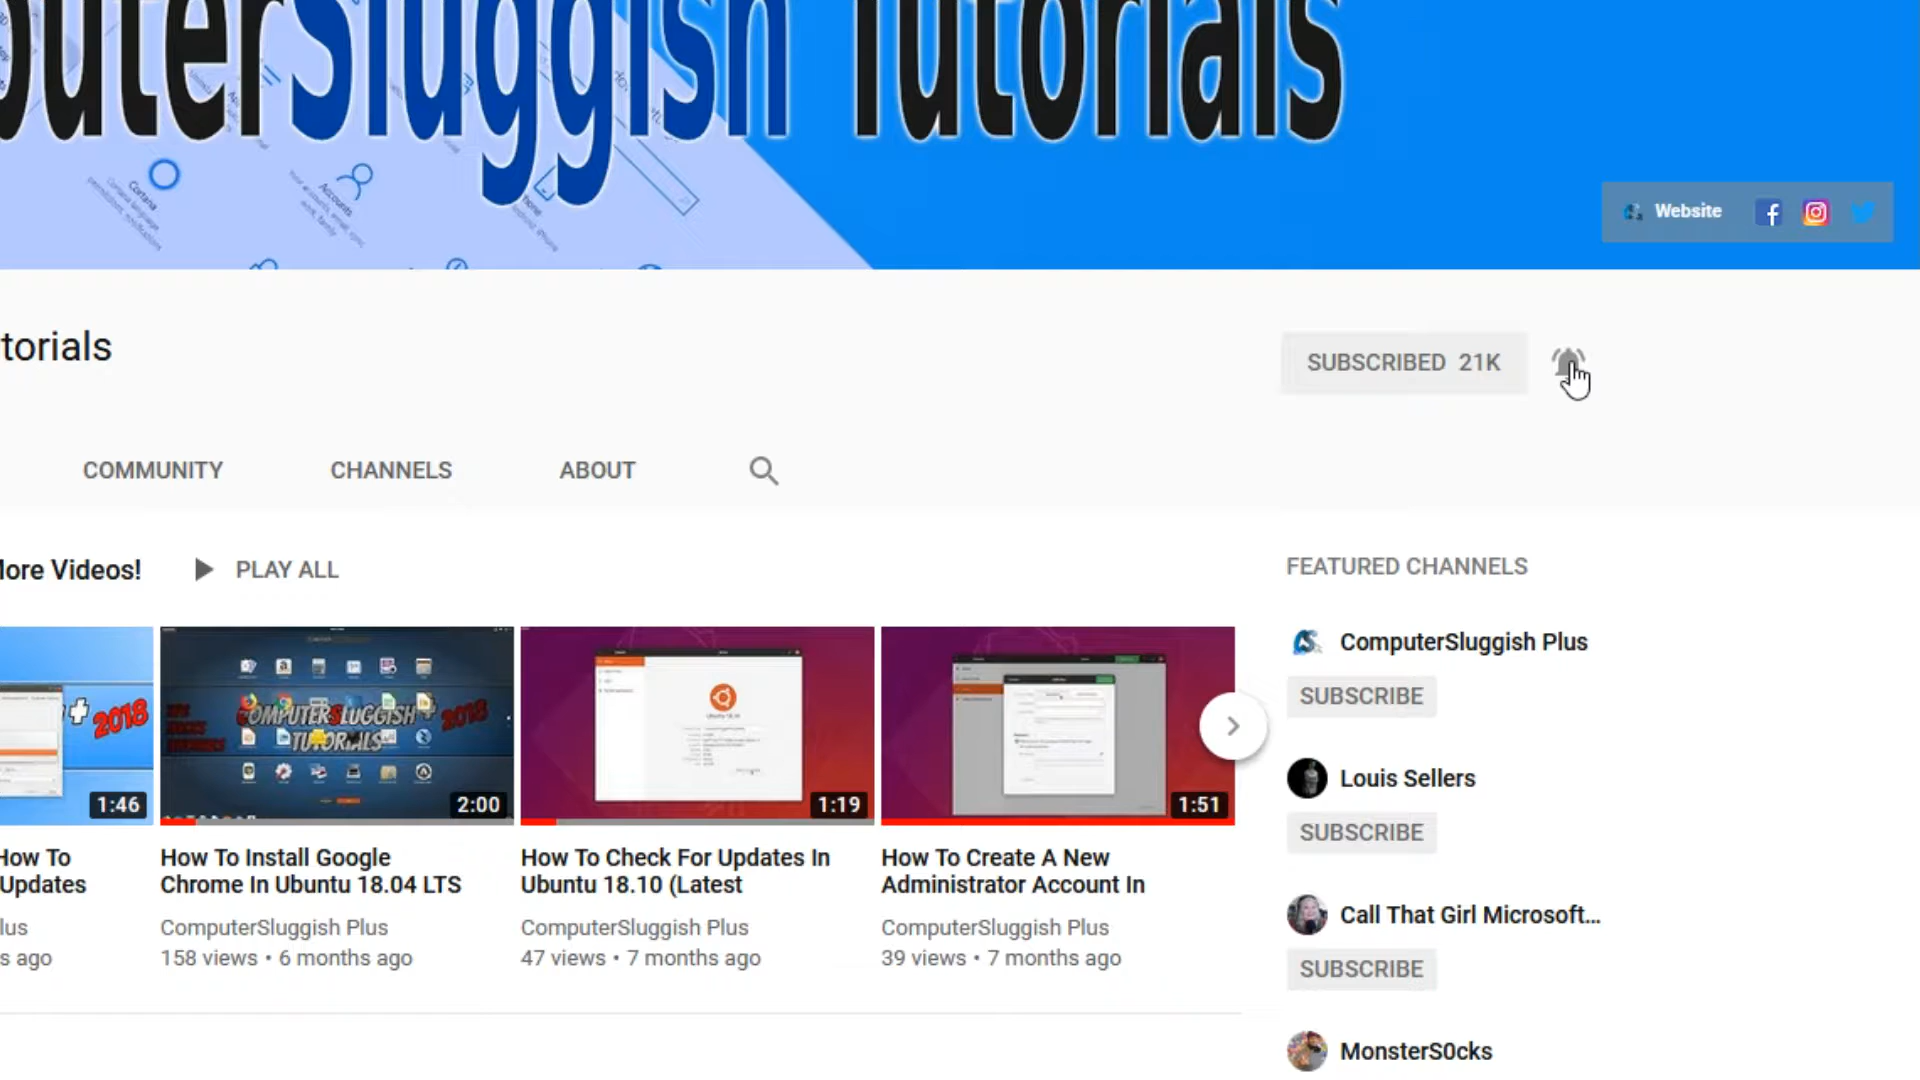 puterSluggish Tutorials
Website
torials
SUBSCRIBED 21K
COMMUNITY
CHANNELS
ABOUT
More Videos!
PLAY ALL
FEATURED CHANNELS
ComputerSluggish Plus
SUBSCRIBE
Louis Sellers
SUBSCRIBE
Call That Girl Microsoft...
SUBSCRIBE
MonsterS0cks
+ 2018
COMPUTERSLUGGISH + 2018
TUTORIALS
1:46
2:00
1:19
1:51
How To
Updates
lus
s ago
How To Install Google
Chrome In Ubuntu 18.04 LTS
ComputerSluggish Plus
158 views • 6 months ago
How To Check For Updates In
Ubuntu 18.10 (Latest
ComputerSluggish Plus
47 views • 7 months ago
How To Create A New
Administrator Account In
ComputerSluggish Plus
39 views • 7 months ago
Cortana
Accounts